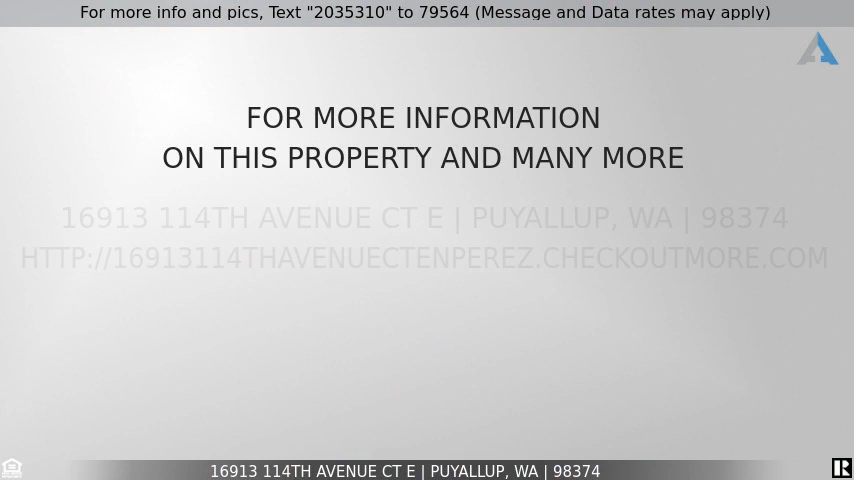 For more info and pics, Text "2035310" to 79564 (Message and Data rates may apply)
FOR MORE INFORMATION
ON THIS PROPERTY AND MANY MORE
16913 114TH AVENUE CT E | PUYALLUP, WA | 98374
HTTP://16913114THAVENUECTENPEREZ.CHECKOUTMORE.COM
16913 114TH AVENUE CT E | PUYALLUP, WA | 98374